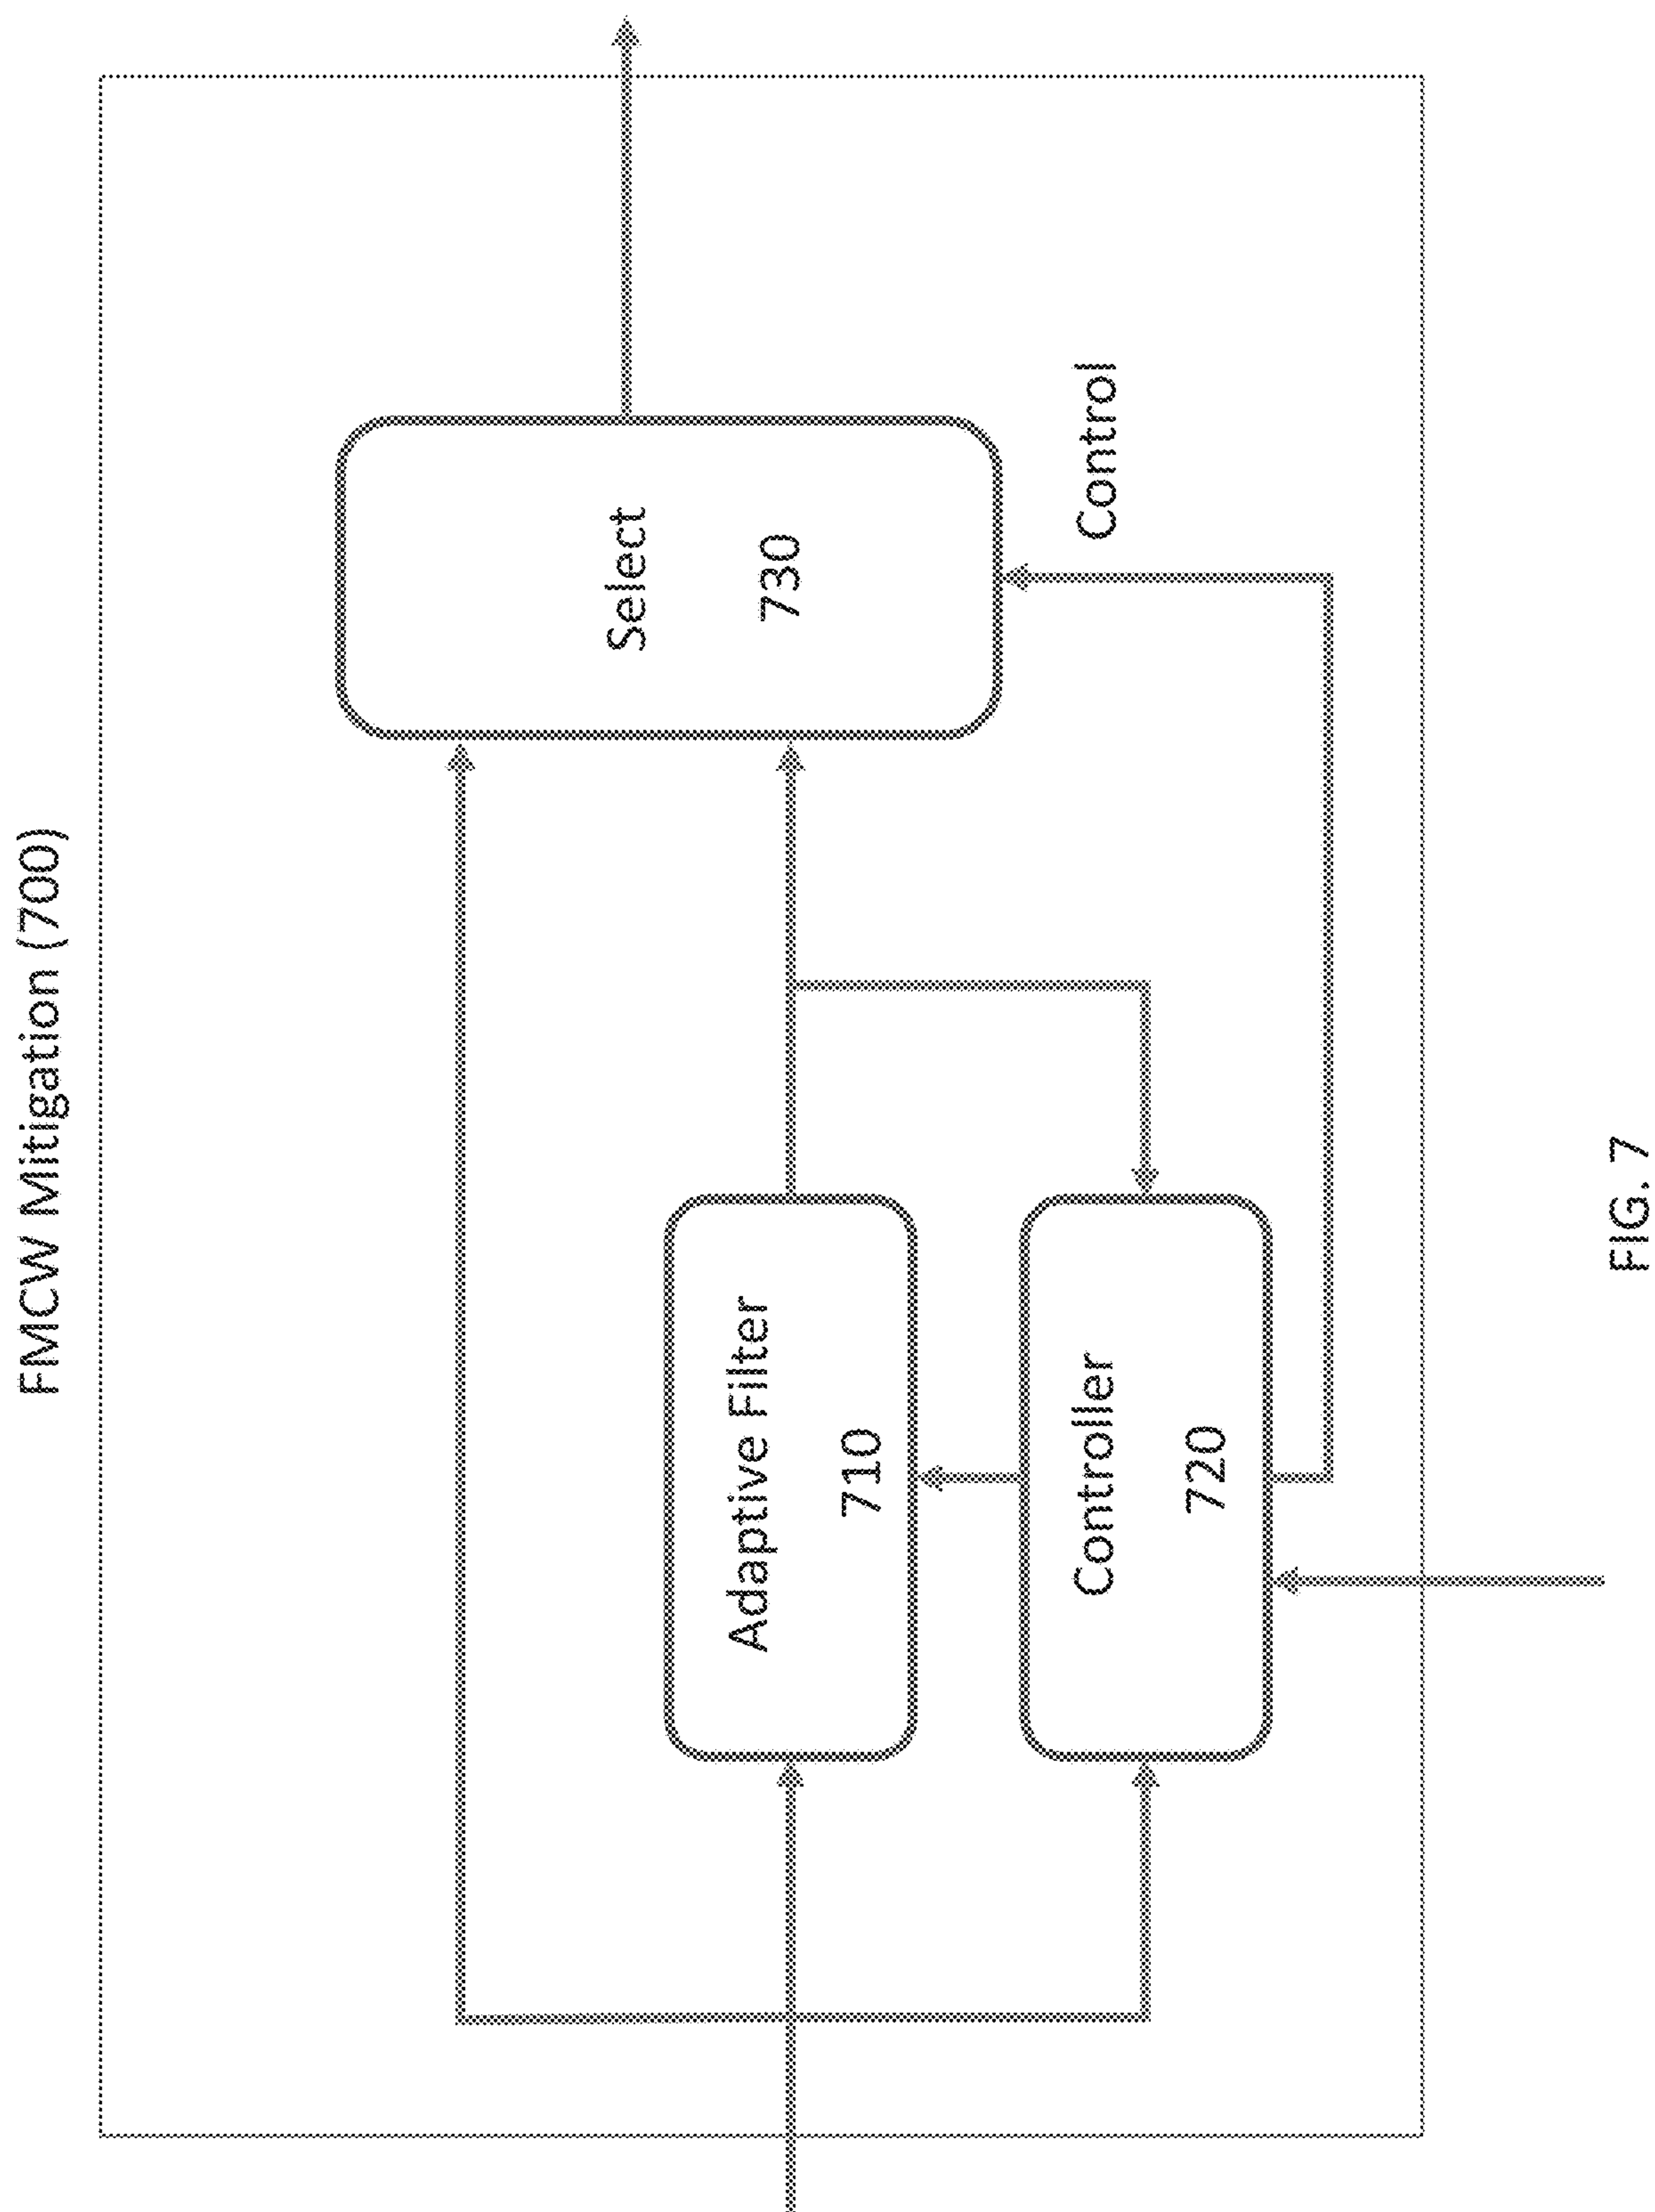 FMCW Mitigation (700)
Adaptive Filter
710
Controller
720
Select
730
Control
FIG. 7